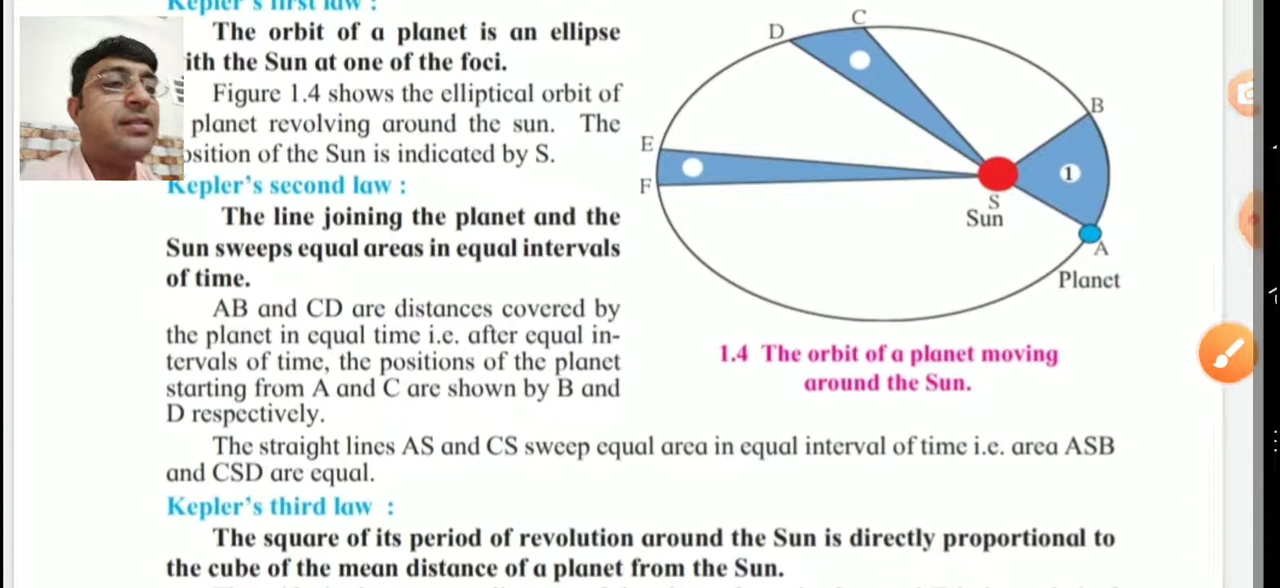 Kepler's first law :
The orbit of a planet is an ellipse
ith the Sun at one of the foci.
Figure 1.4 shows the elliptical orbit of
planet revolving around the sun. The
osition of the Sun is indicated by S.
Kepler's second law :
The line joining the planet and the
Sun sweeps equal areas in equal intervals
of time.
AB and CD are distances covered by
the planet in equal time i.e. after equal in-
tervals of time, the positions of the planet
starting from A and C are shown by B and
D respectively.
D
C
B
E
F
1
S
Sun
A
Planet
1.4 The orbit of a planet moving
around the Sun.
The straight lines AS and CS sweep equal area in equal interval of time i.e. area ASB
and CSD are equal.
Kepler's third law :
The square of its period of revolution around the Sun is directly proportional to
the cube of the mean distance of a planet from the Sun.